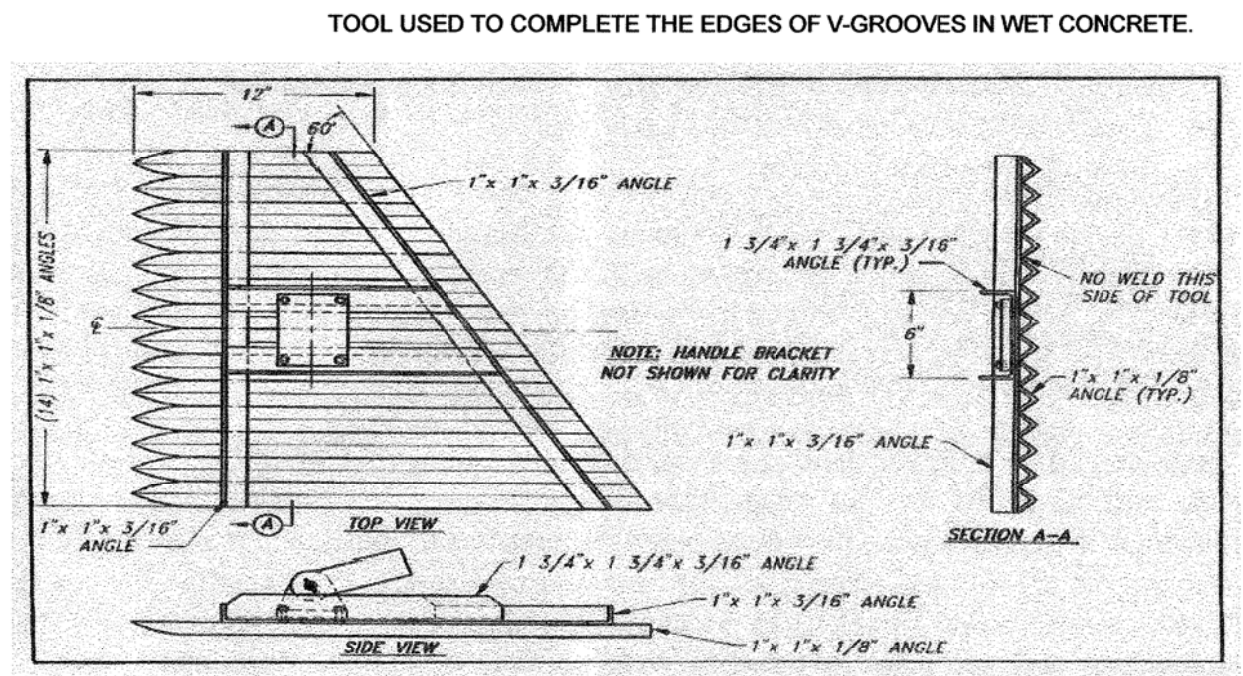 TOOL USED TO COMPLETE THE EDGES OF V-GROOVES IN WET CONCRETE.
12"
A
60°
1"x 1"x 3/16" ANGLE
(14) 1"x 1"x 1/8" ANGLES
℄
NOTE: HANDLE BRACKET
NOT SHOWN FOR CLARITY
1"x 1"x 3/16"
ANGLE
A
TOP VIEW
1 3/4"x 1 3/4"x 3/16"
ANGLE (TYP.)
NO WELD THIS
SIDE OF TOOL
6"
1"x 1"x 1/8"
ANGLE (TYP.)
1"x 1"x 3/16" ANGLE
SECTION A-A
1 3/4"x 1 3/4"x 3/16" ANGLE
1"x 1"x 3/16" ANGLE
1"x 1"x 1/8" ANGLE
SIDE VIEW